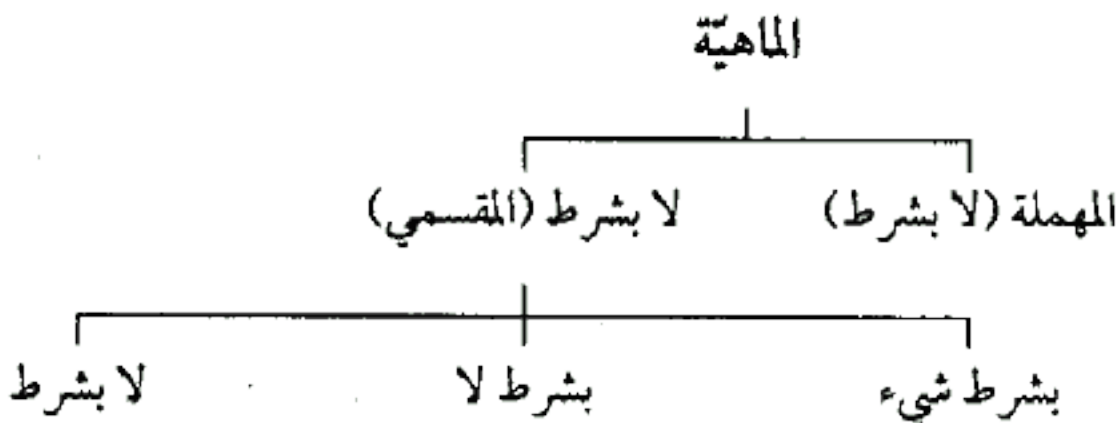 الماهيّة
المهملة (لا بشرط) لا بشرط (المقسمي)
بشرط شيء بشرط لا لا بشرط